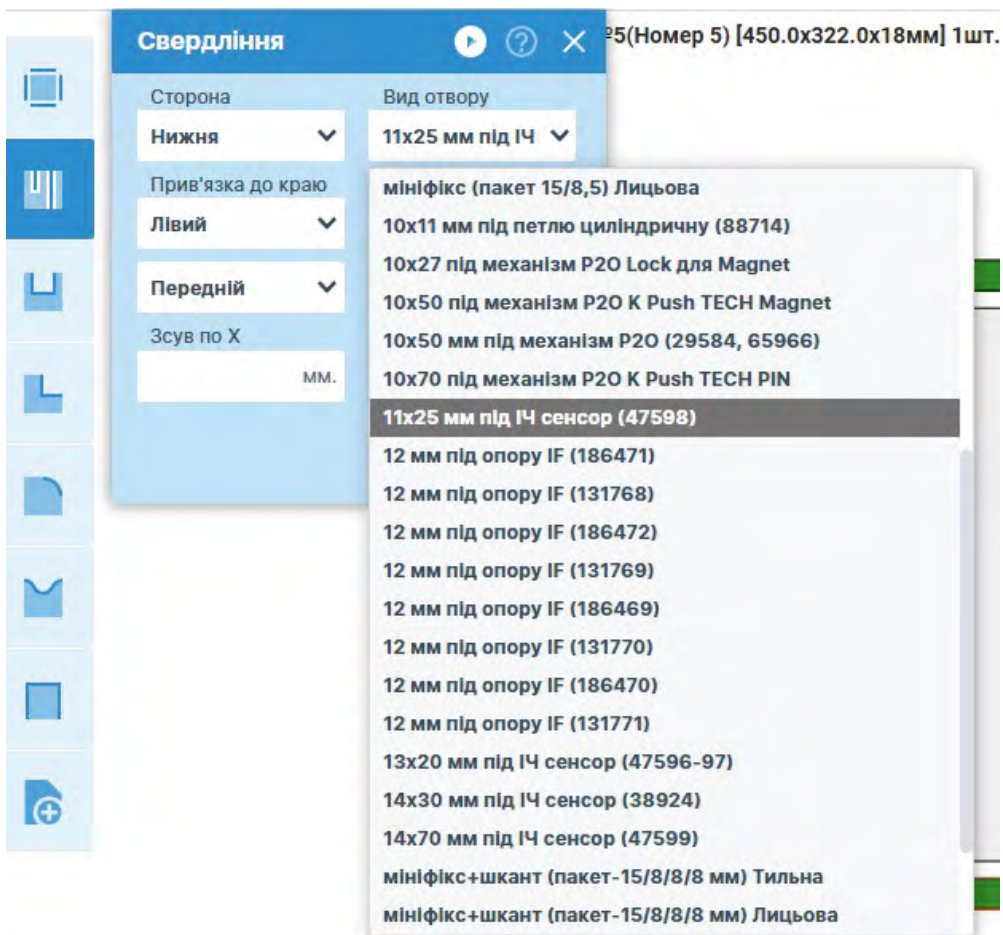 Свердління
º5(Номер 5) [450.0x322.0x18мм] 1шт.
Сторона
Вид отвору
Нижня
11x25 мм під ІЧ
Прив'язка до краю
Лівий
Передній
Зсув по X
мм.
мініфікс (пакет 15/8,5) Лицьова
10x11 мм під петлю циліндричну (88714)
10x27 під механізм P2O Lock для Magnet
10x50 під механізм P2O K Push TECH Magnet
10x50 мм під механізм P2O (29584, 65966)
10x70 під механізм P2O K Push TECH PIN
11x25 мм під ІЧ сенсор (47598)
12 мм під опору IF (186471)
12 мм під опору IF (131768)
12 мм під опору IF (186472)
12 мм під опору IF (131769)
12 мм під опору IF (186469)
12 мм під опору IF (131770)
12 мм під опору IF (186470)
12 мм під опору IF (131771)
13x20 мм під ІЧ сенсор (47596-97)
14x30 мм під ІЧ сенсор (38924)
14x70 мм під ІЧ сенсор (47599)
мініфікс+шкант (пакет-15/8/8/8 мм) Тильна
мініфікс+шкант (пакет-15/8/8/8 мм) Лицьова